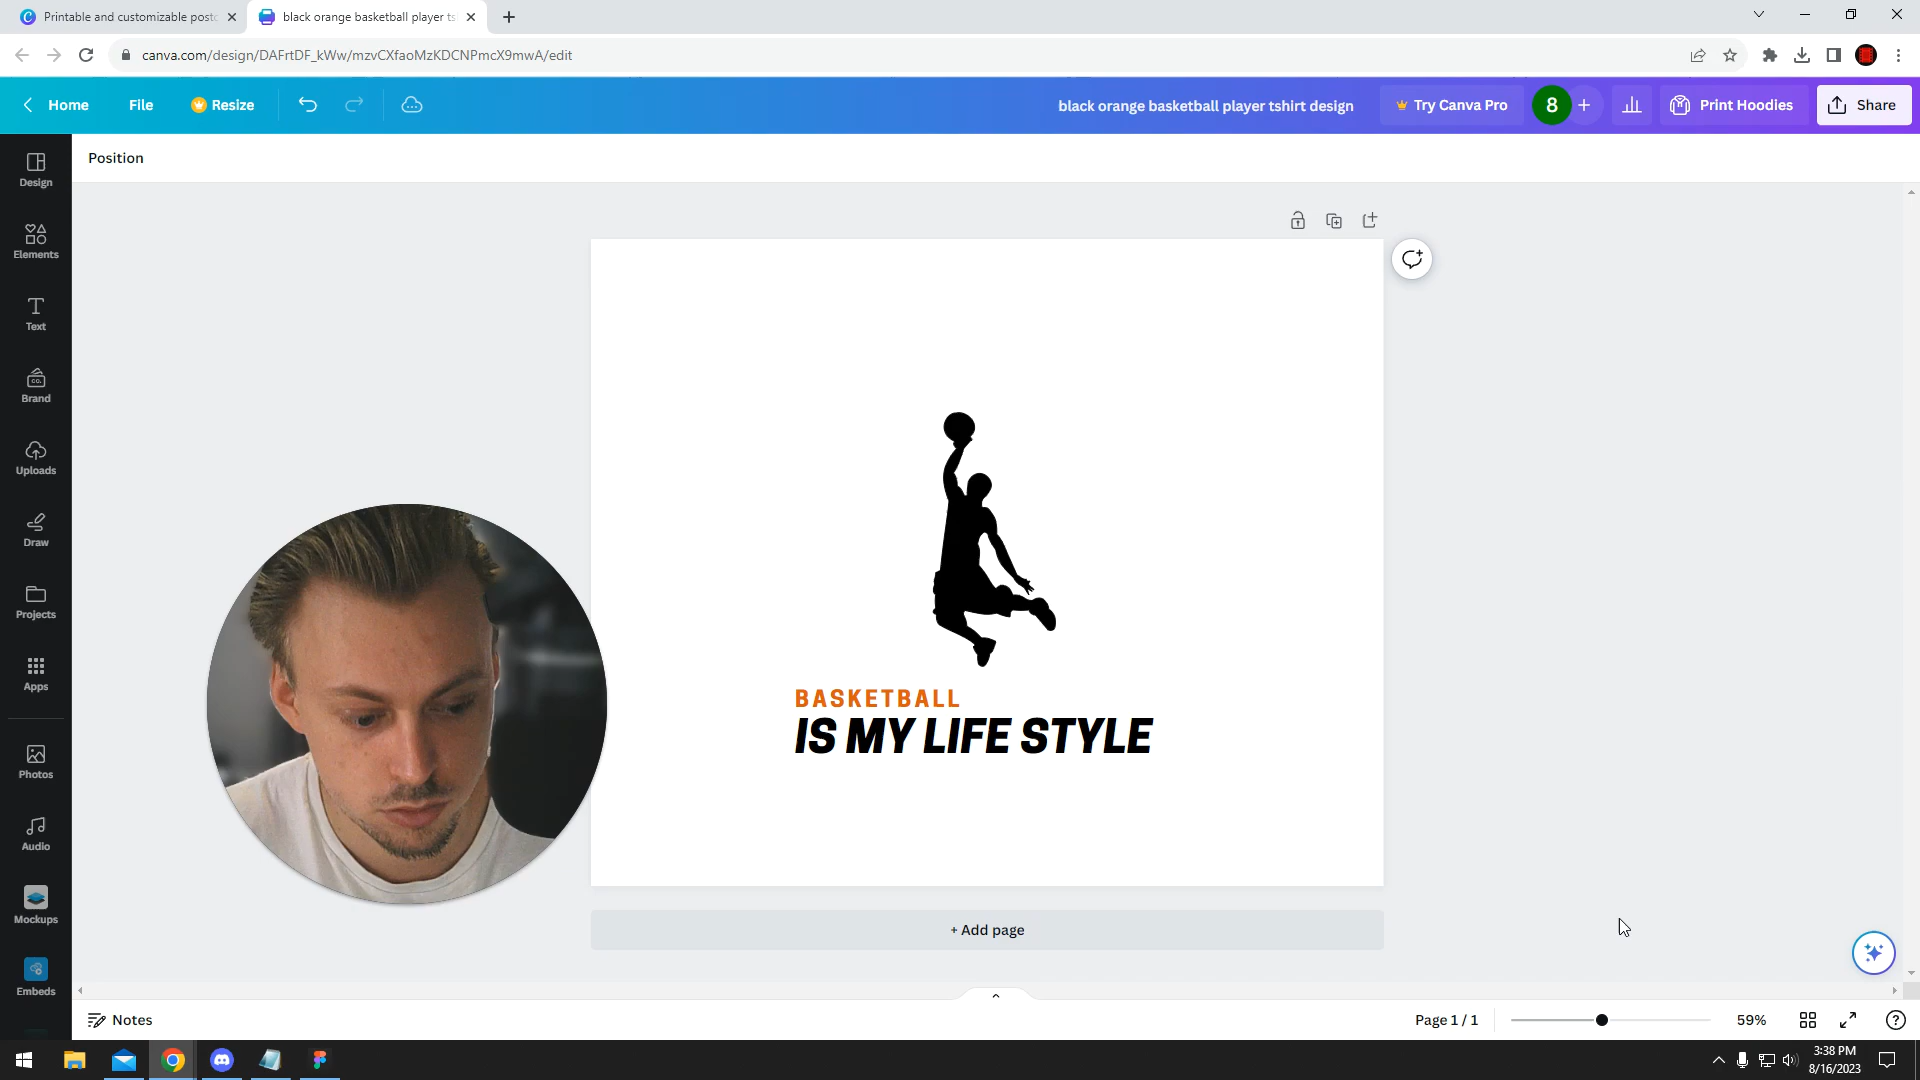 Printable and customizable postc
black orange basketball player ts
canva.com/design/DAFrtDF_kWw/mzvCXfaoMzKDCNPmcX9mwA/edit
Home
File
Resize
black orange basketball player tshirt design
Try Canva Pro
8
+
Print Hoodies
Share
Position
Design
Elements
Text
CO.
Brand
Uploads
Draw
Projects
Apps
Photos
Audio
Mockups
Embeds
BASKETBALL
IS MY LIFE STYLE
+ Add page
Notes
Page 1 / 1
59%
3:38 PM
8/16/2023